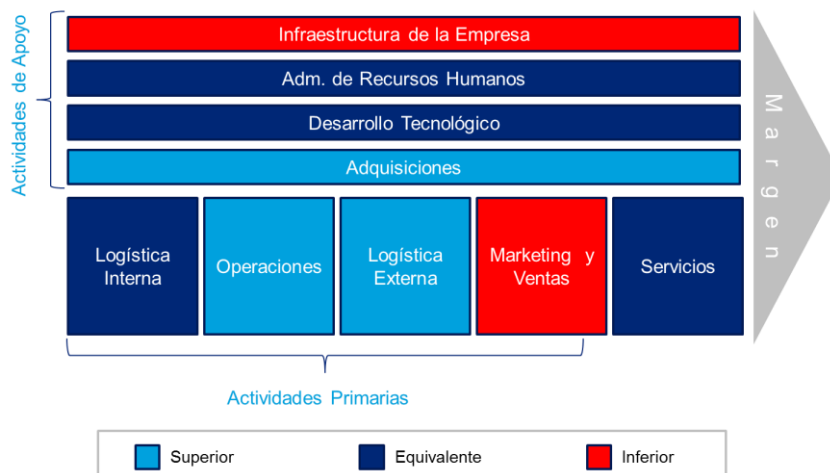 Actividades de Apoyo
Infraestructura de la Empresa
Adm. de Recursos Humanos
Desarrollo Tecnológico
Adquisiciones
Logística
Interna
Operaciones
Logística
Externa
Marketing y
Ventas
Servicios
Margen
Actividades Primarias
Superior
Equivalente
Inferior